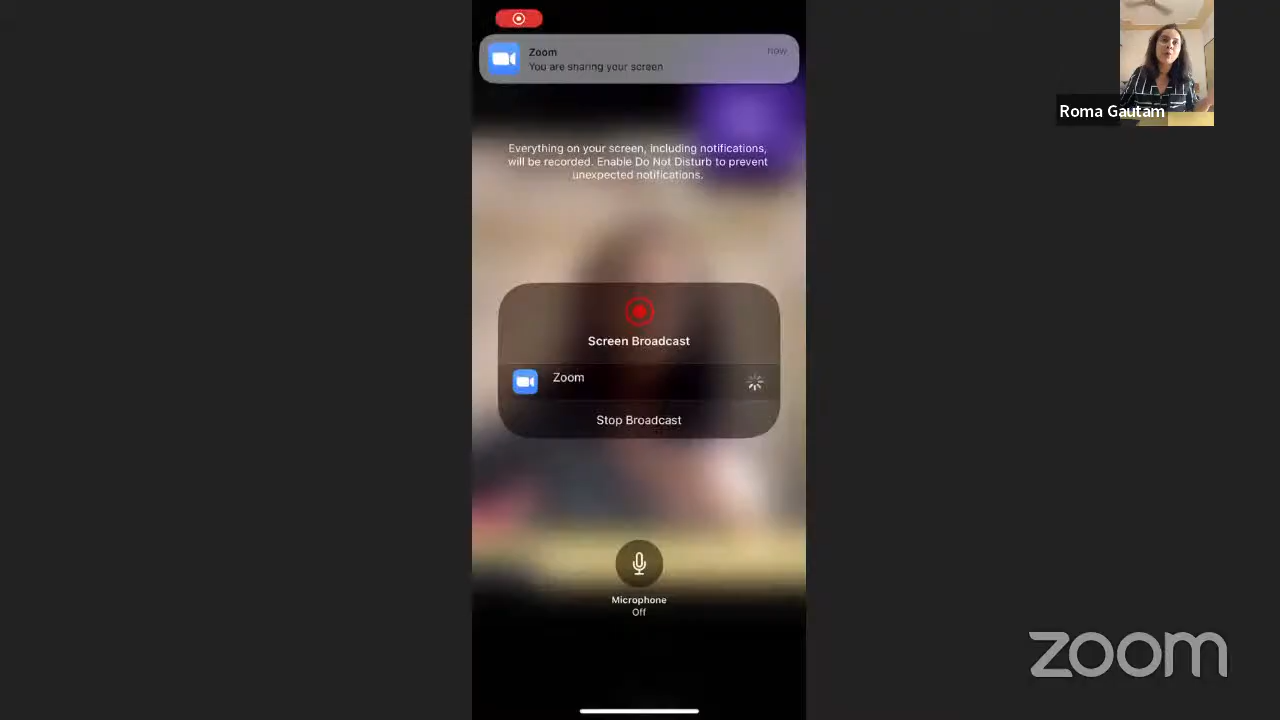 Zoom
now
You are sharing your screen
Roma Gautam
Everything on your screen, including notifications,
will be recorded. Enable Do Not Disturb to prevent
unexpected notifications.
Screen Broadcast
Zoom
Stop Broadcast
Microphone
Off
zoom